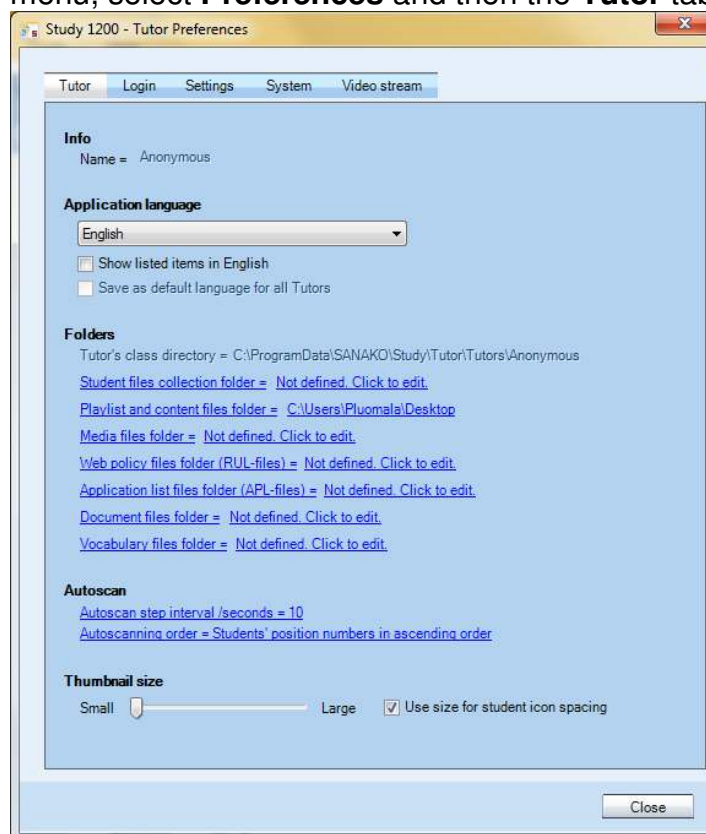 menu, select Preferences and then the Tutor tab
Study 1200 - Tutor Preferences
Tutor Login Settings System Video stream
Info
Name = Anonymous
Application language
English
Show listed items in English
Save as default language for all Tutors
Folders
Tutor's class directory = C:\ProgramData\SANAKO\Study\Tutor\Tutors\Anonymous
Student files collection folder = Not defined. Click to edit.
Playlist and content files folder = C:\Users\Pluomala\Desktop
Media files folder = Not defined. Click to edit.
Web policy files folder (RUL-files) = Not defined. Click to edit.
Application list files folder (APL-files) = Not defined. Click to edit.
Document files folder = Not defined. Click to edit.
Vocabulary files folder = Not defined. Click to edit.
Autoscan
Autoscan step interval /seconds = 10
Autoscanning order = Students' position numbers in ascending order
Thumbnail size
Small Large Use size for student icon spacing
Close